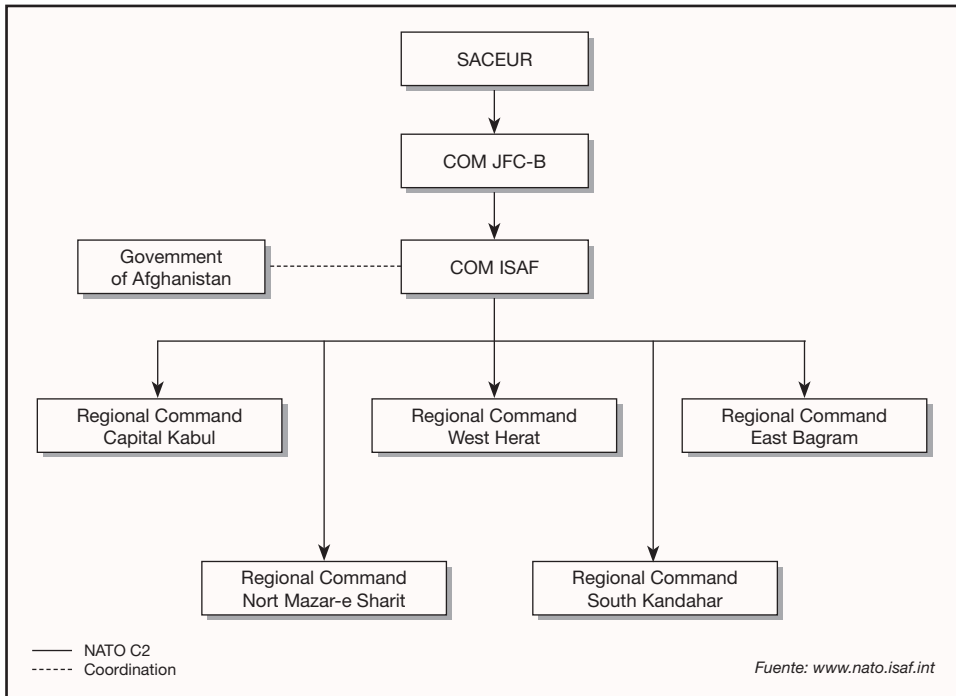 SACEUR
COM JFC-B
COM ISAF
Government
of Afghanistan
Regional Command
Capital Kabul
Regional Command
West Herat
Regional Command
East Bagram
Regional Command
Nort Mazar-e Sharit
Regional Command
South Kandahar
NATO C2
Coordination
Fuente: www.nato.isaf.int